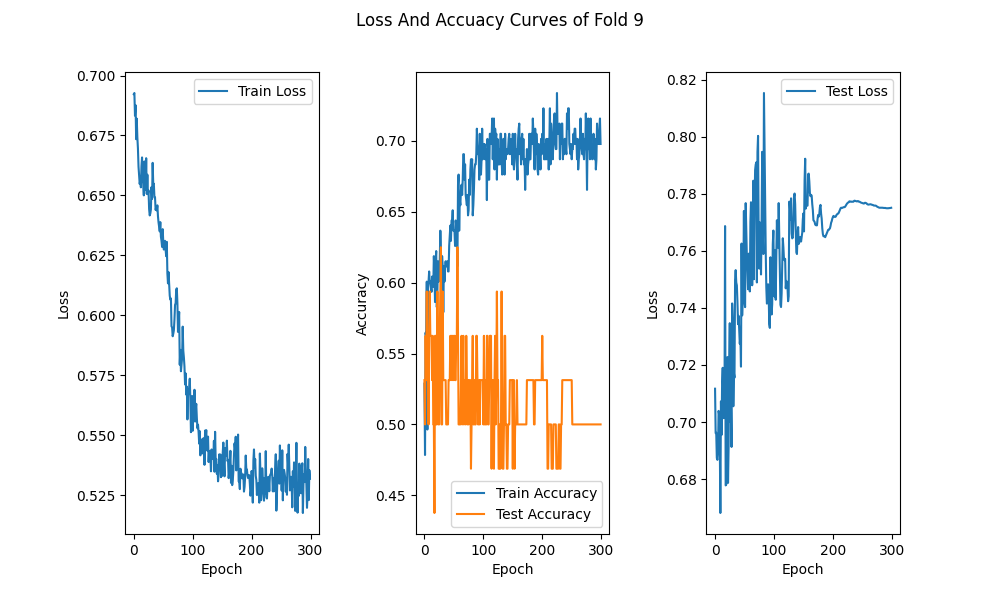 Loss And Accuacy Curves of Fold 9
0.700
0.675
0.650
0.625
0.600
0.575
0.550
0.525
Loss
Train Loss
0 100 200 300
Epoch
0.70
0.65
0.60
0.55
0.50
0.45
Accuracy
Train Accuracy
Test Accuracy
0 100 200 300
Epoch
0.82
0.80
0.78
0.76
0.74
0.72
0.70
0.68
Loss
Test Loss
0 100 200 300
Epoch